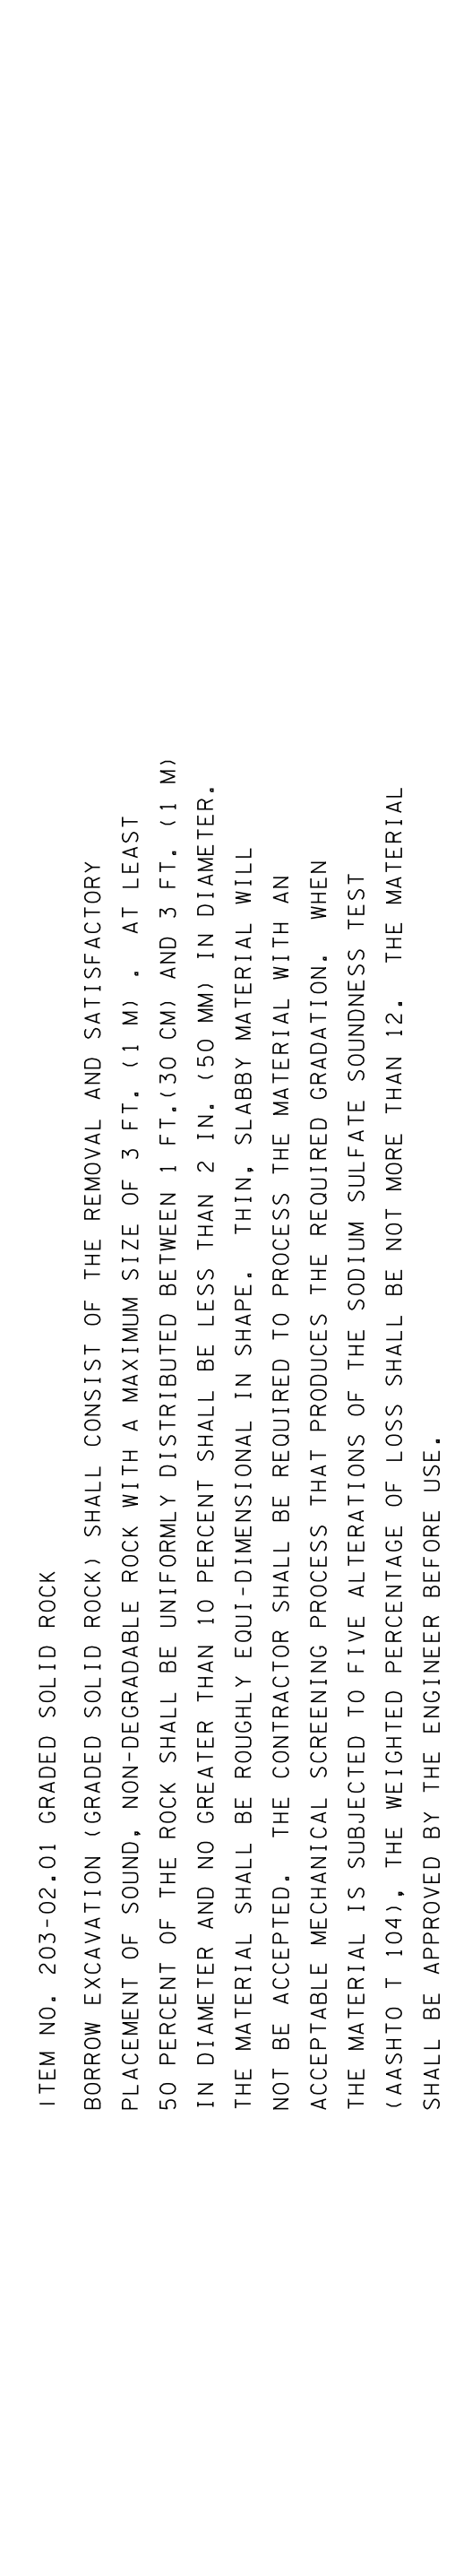 ITEM NO. 203-02.01 GRADED SOLID ROCK
BORROW EXCAVATION (GRADED SOLID ROCK) SHALL CONSIST OF THE REMOVAL AND SATISFACTORY
PLACEMENT OF SOUND, NON-DEGRADABLE ROCK WITH A MAXIMUM SIZE OF 3 FT. (1 M) . AT LEAST
50 PERCENT OF THE ROCK SHALL BE UNIFORMLY DISTRIBUTED BETWEEN 1 FT.(30 CM) AND 3 FT. (1 M)
IN DIAMETER AND NO GREATER THAN 10 PERCENT SHALL BE LESS THAN 2 IN. (50 MM) IN DIAMETER.
THE MATERIAL SHALL BE ROUGHLY EQUI-DIMENSIONAL IN SHAPE.  THIN, SLABBY MATERIAL WILL
NOT BE ACCEPTED.  THE CONTRACTOR SHALL BE REQUIRED TO PROCESS THE MATERIAL WITH AN
ACCEPTABLE MECHANICAL SCREENING PROCESS THAT PRODUCES THE REQUIRED GRADATION.  WHEN
THE MATERIAL IS SUBJECTED TO FIVE ALTERATIONS OF THE SODIUM SULFATE SOUNDNESS TEST
(AASHTO T 104), THE WEIGHTED PERCENTAGE OF LOSS SHALL BE NOT MORE THAN 12.  THE MATERIAL
SHALL BE APPROVED BY THE ENGINEER BEFORE USE.